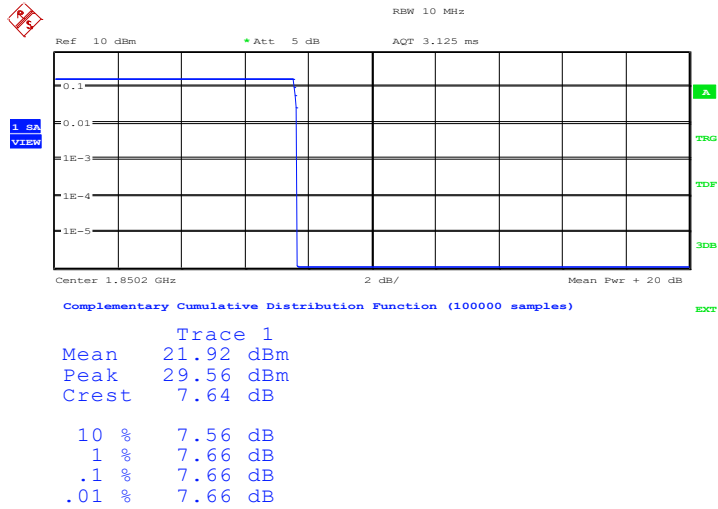 R S
RBW 10 MHz
Ref 10 dBm * Att 5 dB AQT 3.125 ms
0.1
A
0.01
1 SA
VIEW
TRG
1E-3
TDF
1E-4
1E-5
3DB
Center 1.8502 GHz 2 dB/ Mean Pwr + 20 dB
Complementary Cumulative Distribution Function (100000 samples)
EXT
Trace 1
Mean 21.92 dBm
Peak 29.56 dBm
Crest 7.64 dB
10 % 7.56 dB
1 % 7.66 dB
.1 % 7.66 dB
.01 % 7.66 dB